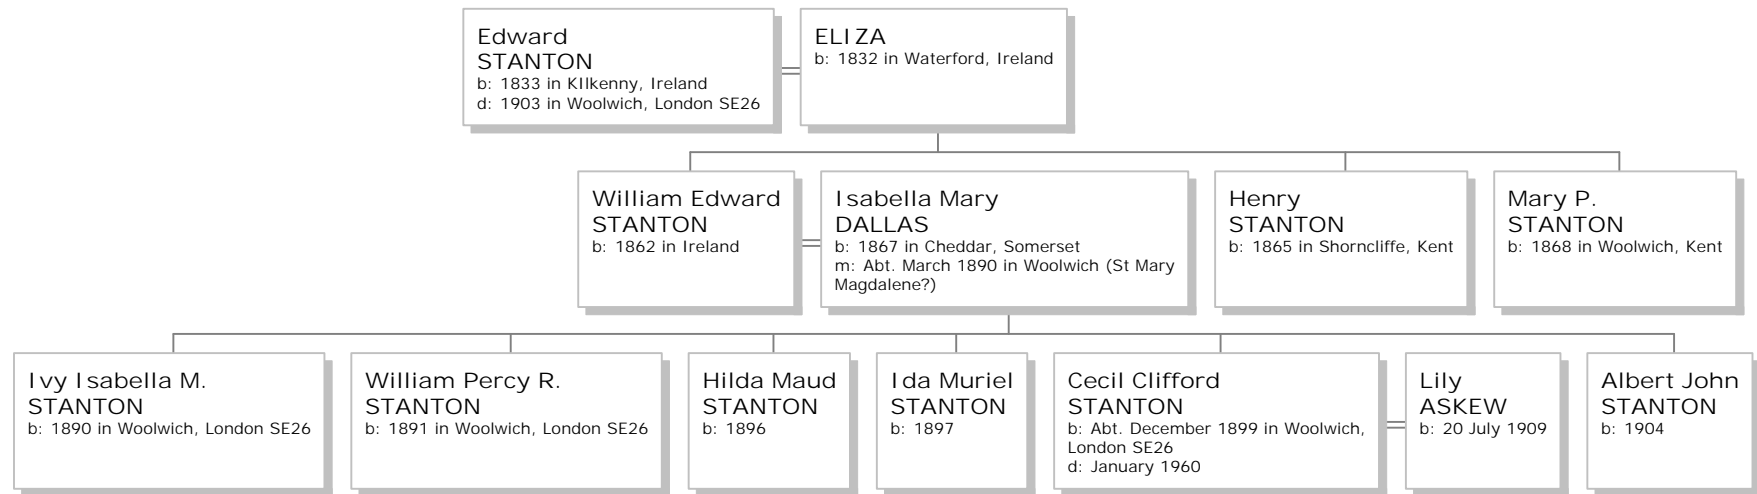 Edward
STANTON
b: 1833 in KIlkenny, Ireland
d: 1903 in Woolwich, London SE26
ELIZA
b: 1832 in Waterford, Ireland
William Edward
STANTON
b: 1862 in Ireland
Isabella Mary
DALLAS
b: 1867 in Cheddar, Somerset
m: Abt. March 1890 in Woolwich (St Mary
Magdalene?)
Henry
STANTON
b: 1865 in Shorncliffe, Kent
Mary P.
STANTON
b: 1868 in Woolwich, Kent
Ivy Isabella M.
STANTON
b: 1890 in Woolwich, London SE26
William Percy R.
STANTON
b: 1891 in Woolwich, London SE26
Hilda Maud
STANTON
b: 1896
Ida Muriel
STANTON
b: 1897
Cecil Clifford
STANTON
b: Abt. December 1899 in Woolwich,
London SE26
d: January 1960
Lily
ASKEW
b: 20 July 1909
Albert John
STANTON
b: 1904